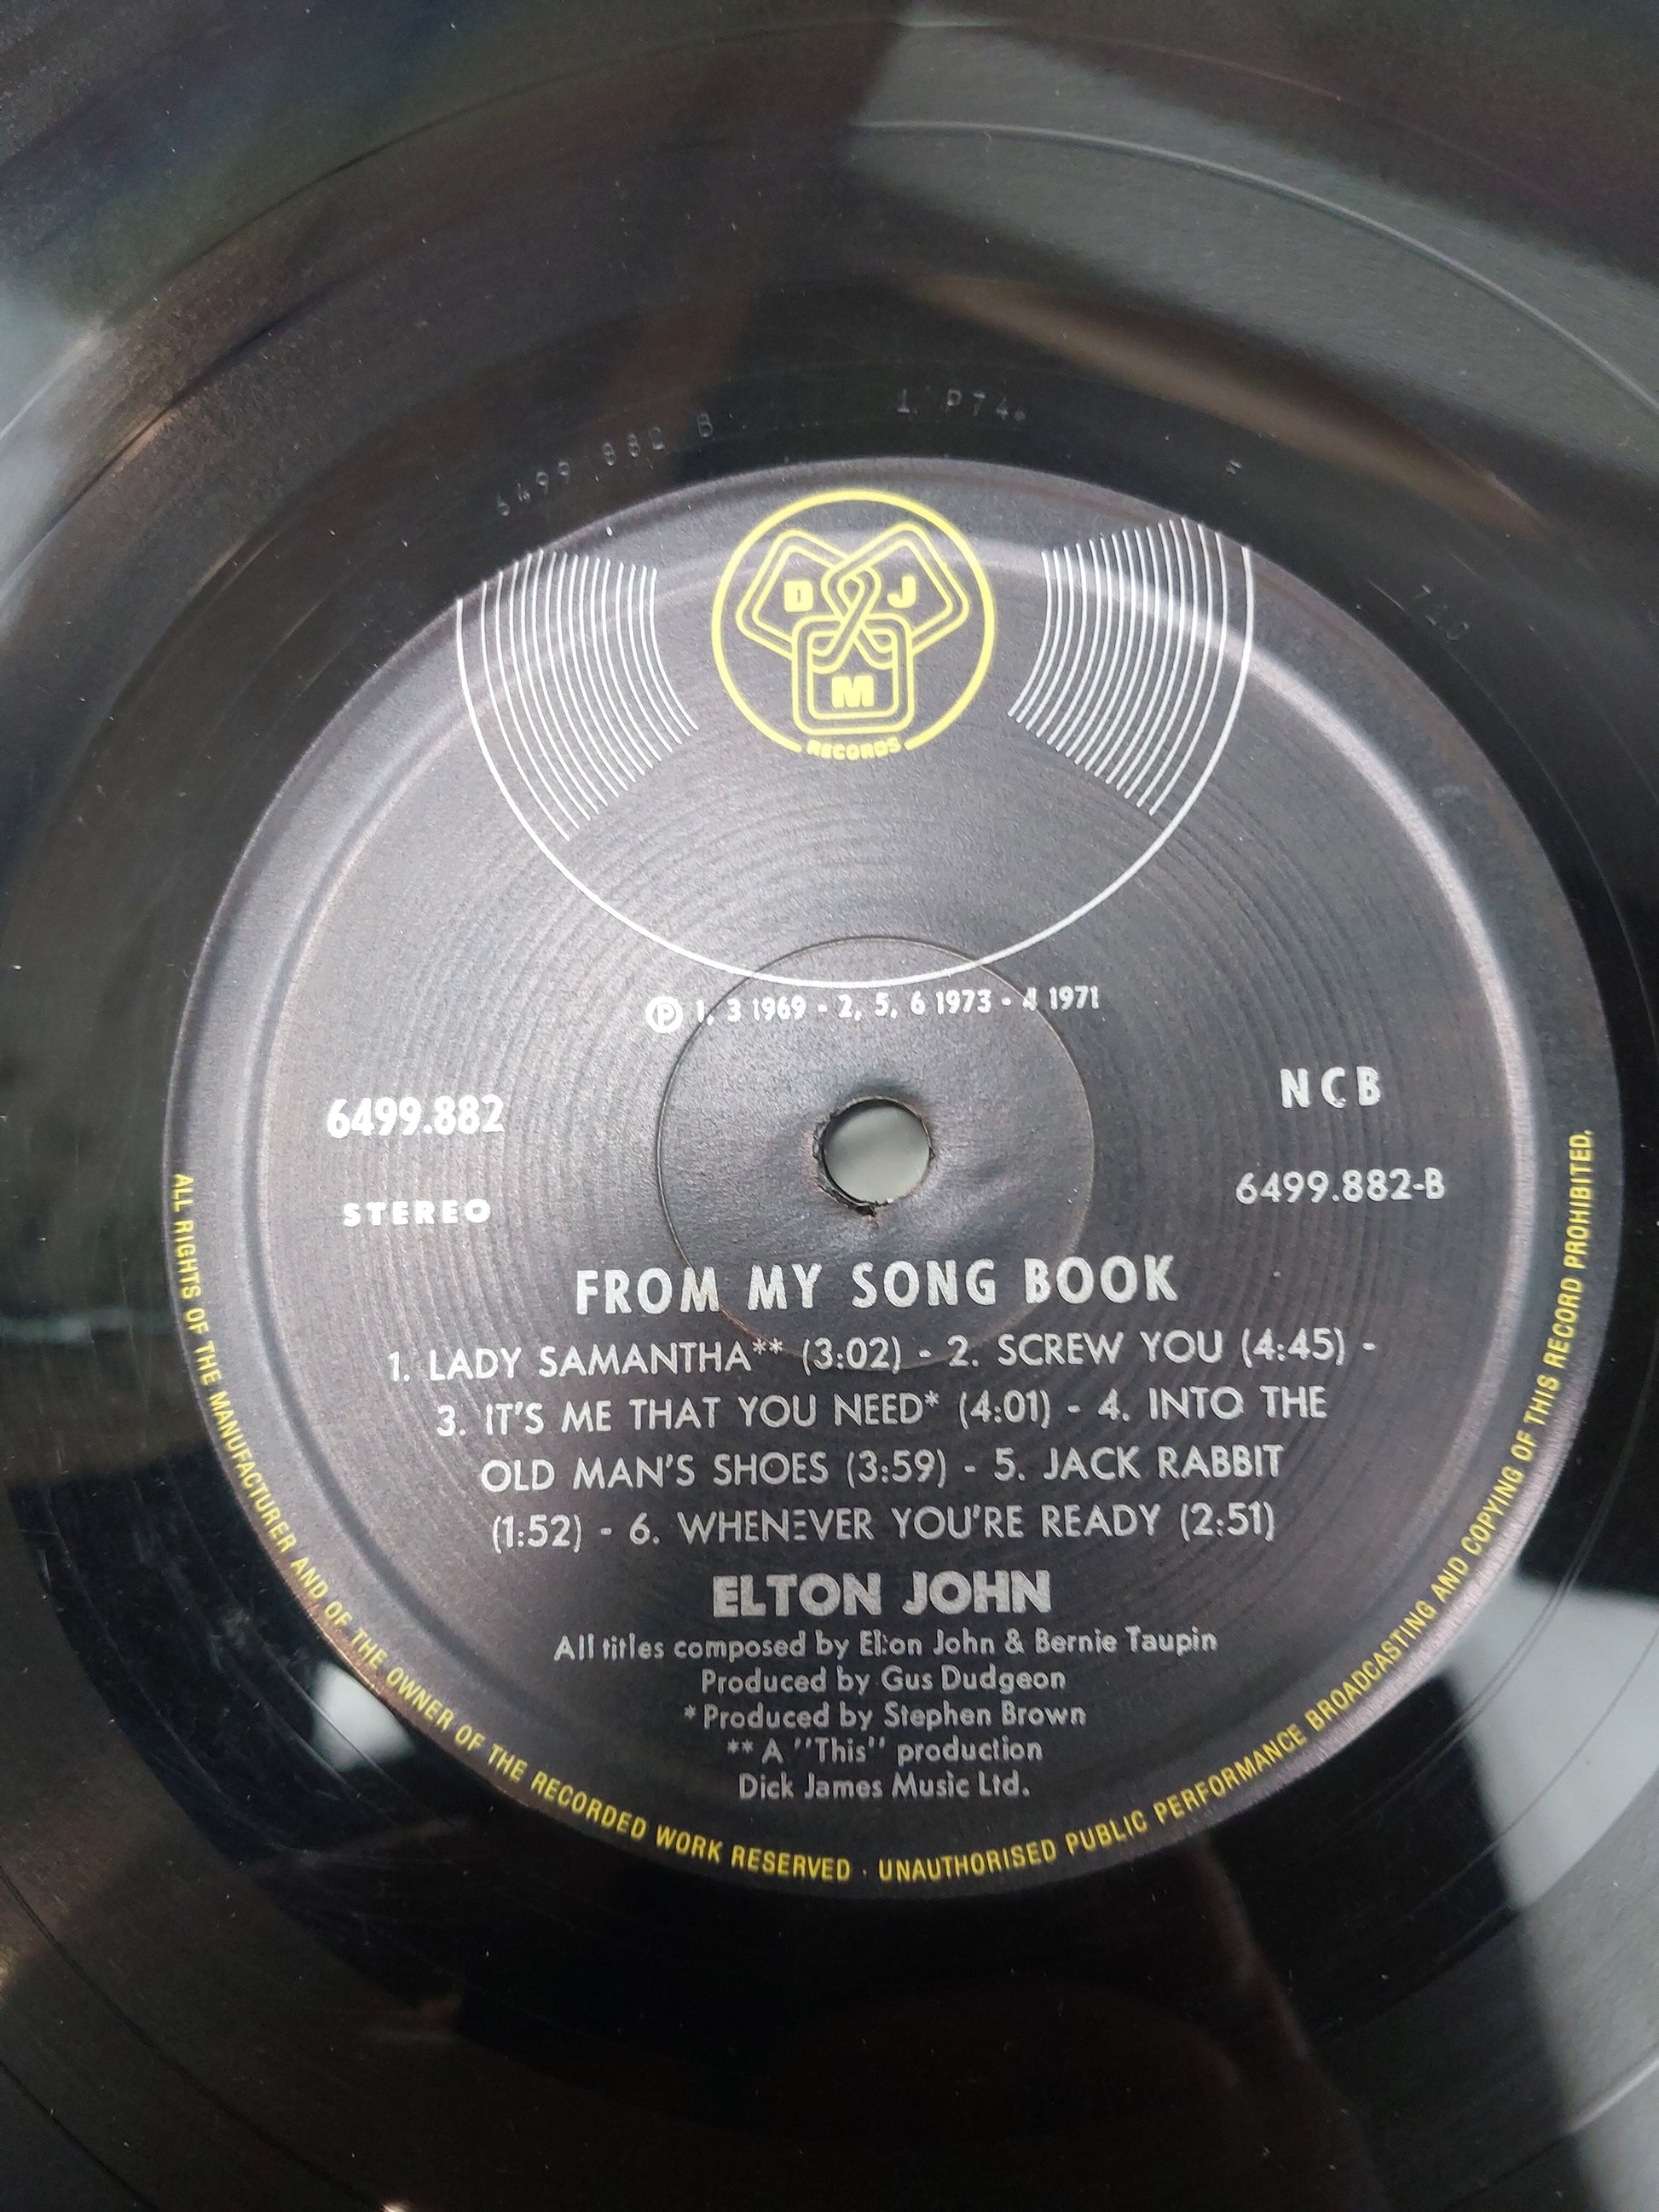 6499 882 B 1 P74
710
D J
M
RECORDS
Ⓟ 1, 3 1969 - 2, 5, 6 1973 - 4 1971
6499.882
STEREO
NCB
6499.882-B
FROM MY SONG BOOK
1. LADY SAMANTHA** (3:02) - 2. SCREW YOU (4:45) -
3. IT'S ME THAT YOU NEED* (4:01) - 4. INTO THE
OLD MAN'S SHOES (3:59) - 5. JACK RABBIT
(1:52) - 6. WHENEVER YOU'RE READY (2:51)
ELTON JOHN
All titles composed by Elton John & Bernie Taupin
Produced by Gus Dudgeon
*Produced by Stephen Brown
** A "This" production
Dick James Music Ltd.
ALL RIGHTS OF THE MANUFACTURER AND OF THE OWNER OF THE RECORDED WORK RESERVED · UNAUTHORISED PUBLIC PERFORMANCE BROADCASTING AND COPYING OF THIS RECORD PROHIBITED.